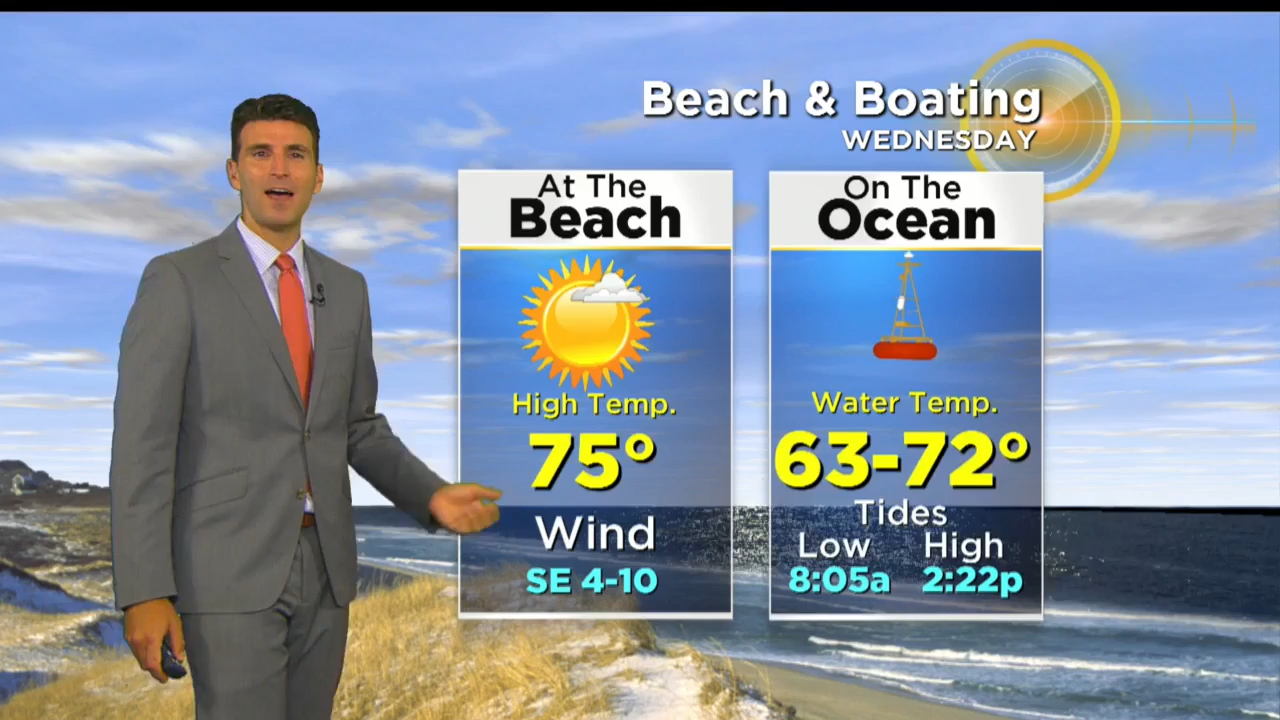 Beach & Boating
WEDNESDAY
At The
Beach
High Temp.
75°
Wind
SE 4-10
On The
Ocean
Water Temp.
63-72°
Tides
Low High
8:05a 2:22p